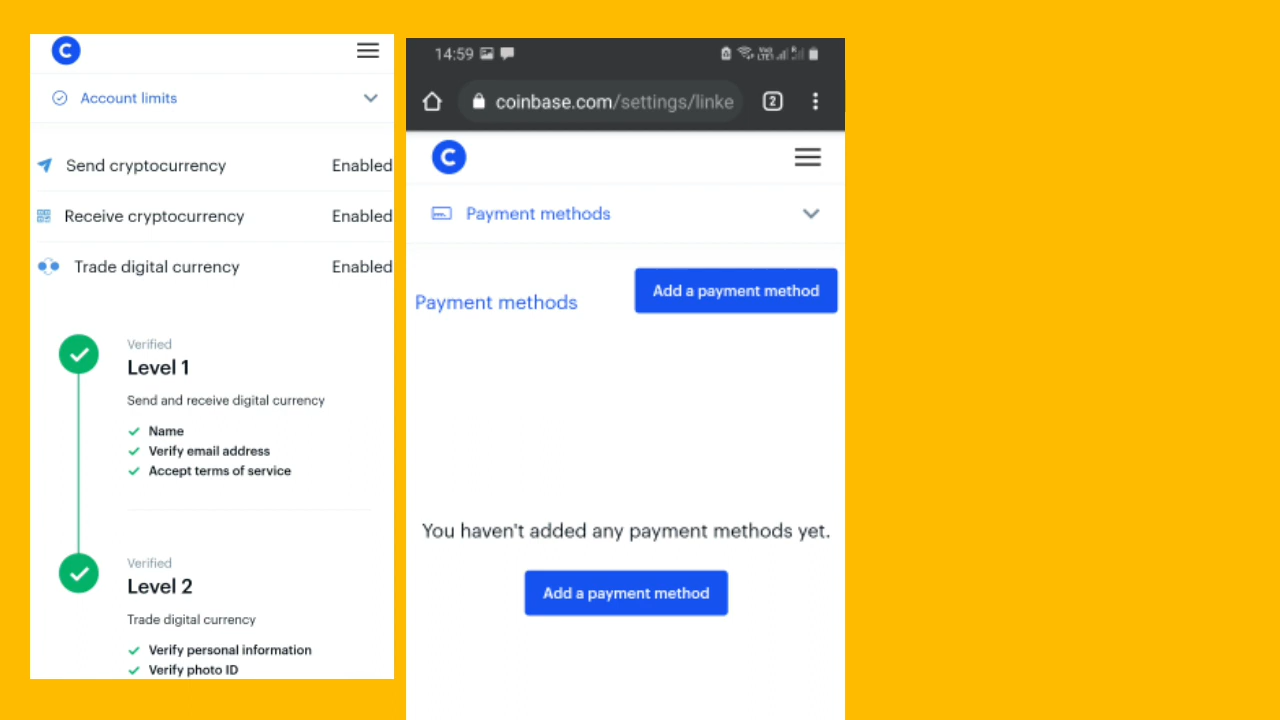 C
Account limits
Send cryptocurrency Enabled
Receive cryptocurrency Enabled
Trade digital currency Enabled
Verified
Level 1
Send and receive digital currency
Name
Verify email address
Accept terms of service
Verified
Level 2
Trade digital currency
Verify personal information
Verify photo ID
14:59
coinbase.com/settings/linke 2
C
Payment methods
Add a payment method
Payment methods
You haven't added any payment methods yet.
Add a payment method